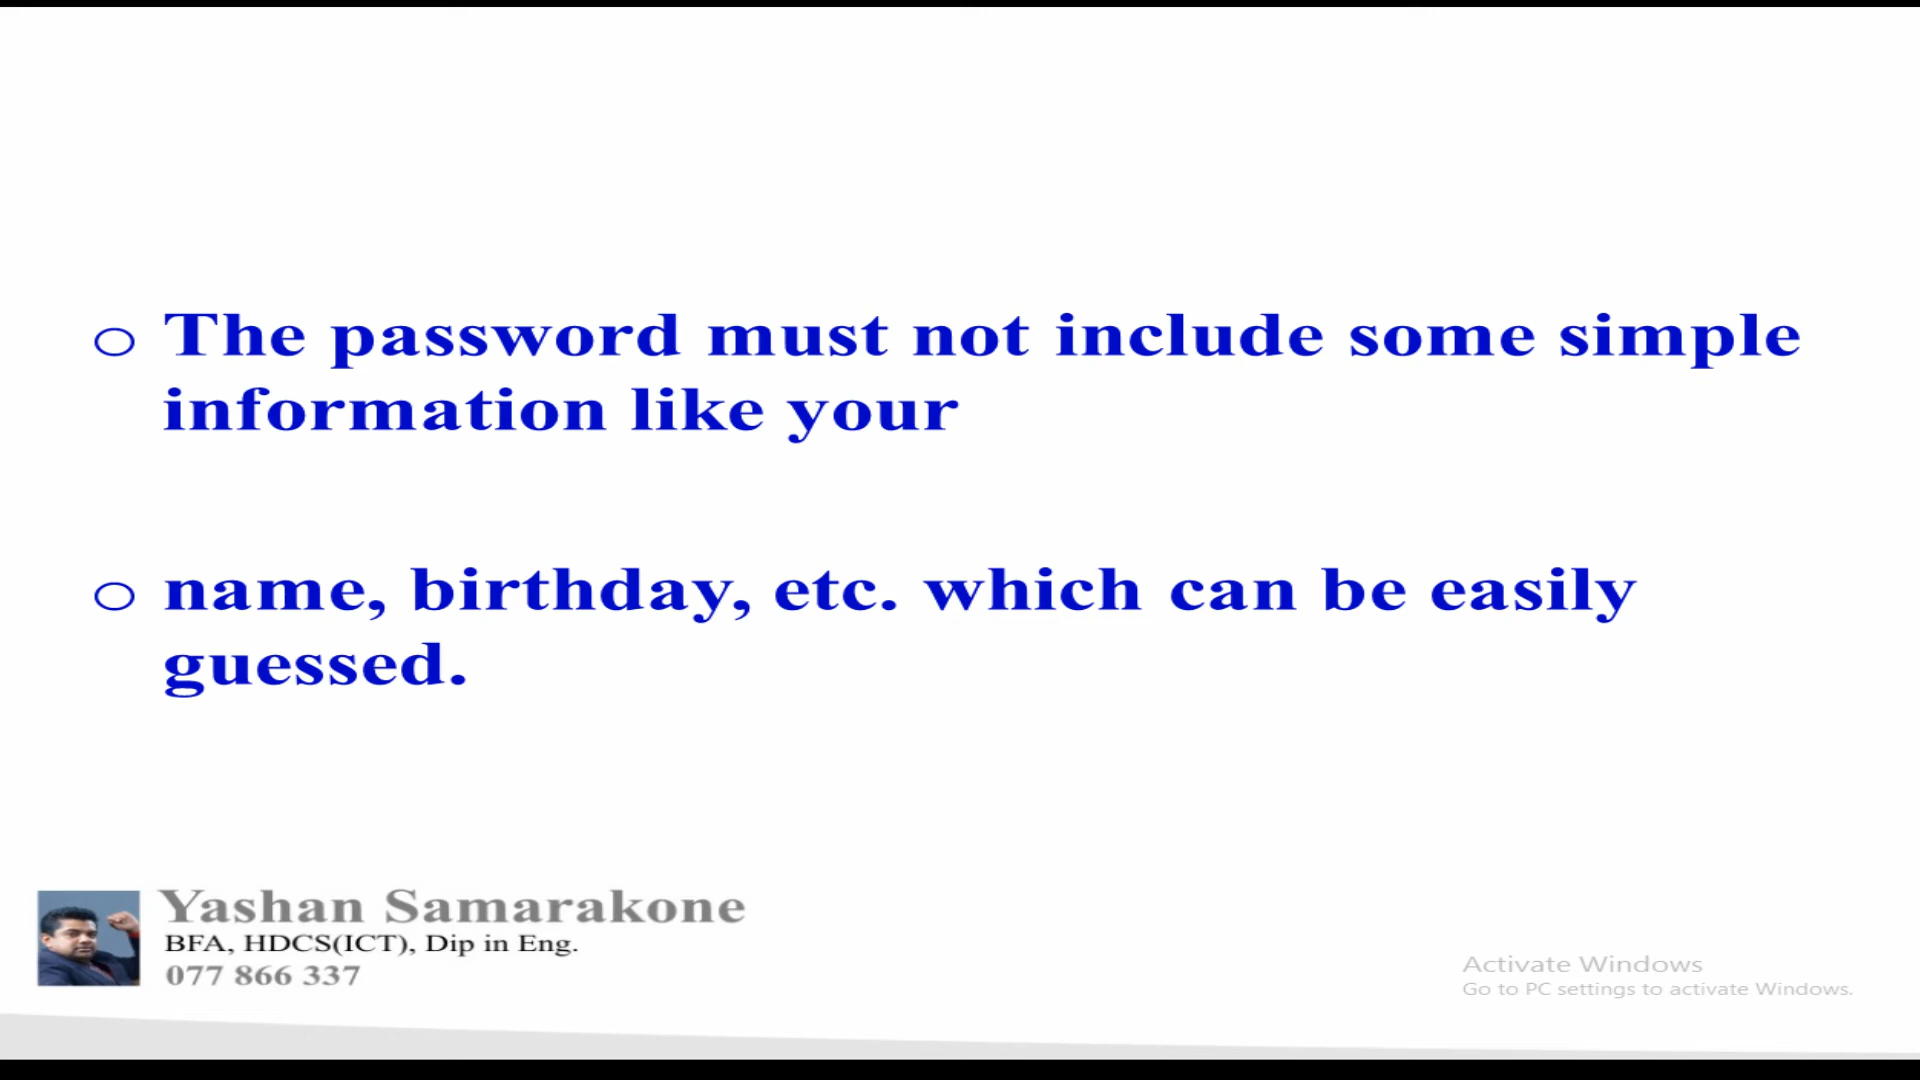 o The password must not include some simple
information like your
o name, birthday, etc. which can be easily
guessed.
Yashan Samarakone
BFA, HDCS(ICT), Dip in Eng.
077 866 337
Activate Windows
Go to PC settings to activate Windows.